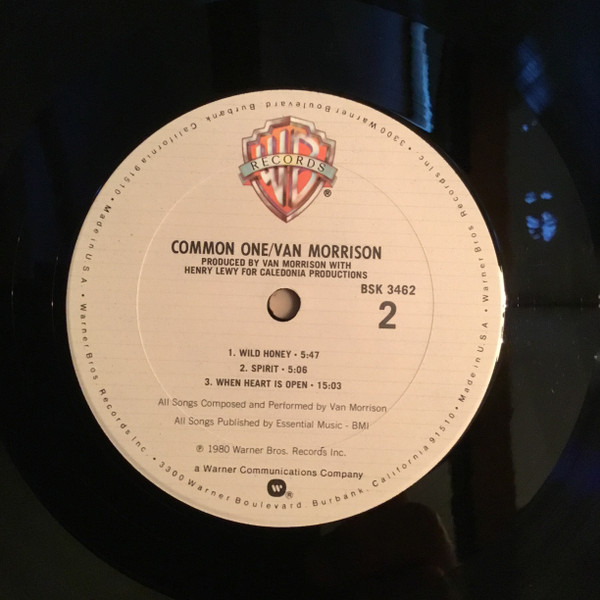 RECORDS
®
COMMON ONE/VAN MORRISON
PRODUCED BY VAN MORRISON WITH
HENRY LEWY FOR CALEDONIA PRODUCTIONS
BSK 3462
2
1. WILD HONEY • 5:47
2. SPIRIT • 5:06
3. WHEN HEART IS OPEN • 15:03
All Songs Composed and Performed by Van Morrison
All Songs Published by Essential Music - BMI
℗ 1980 Warner Bros. Records Inc.
a Warner Communications Company
®
Warner Bros. Records Inc. • 3300 Warner Boulevard Burbank, California 91510 • Made in U.S.A. • Warner Bros. Records Inc. • 3300 Warner Boulevard Burbank, California 91510 • Made in U.S.A. •